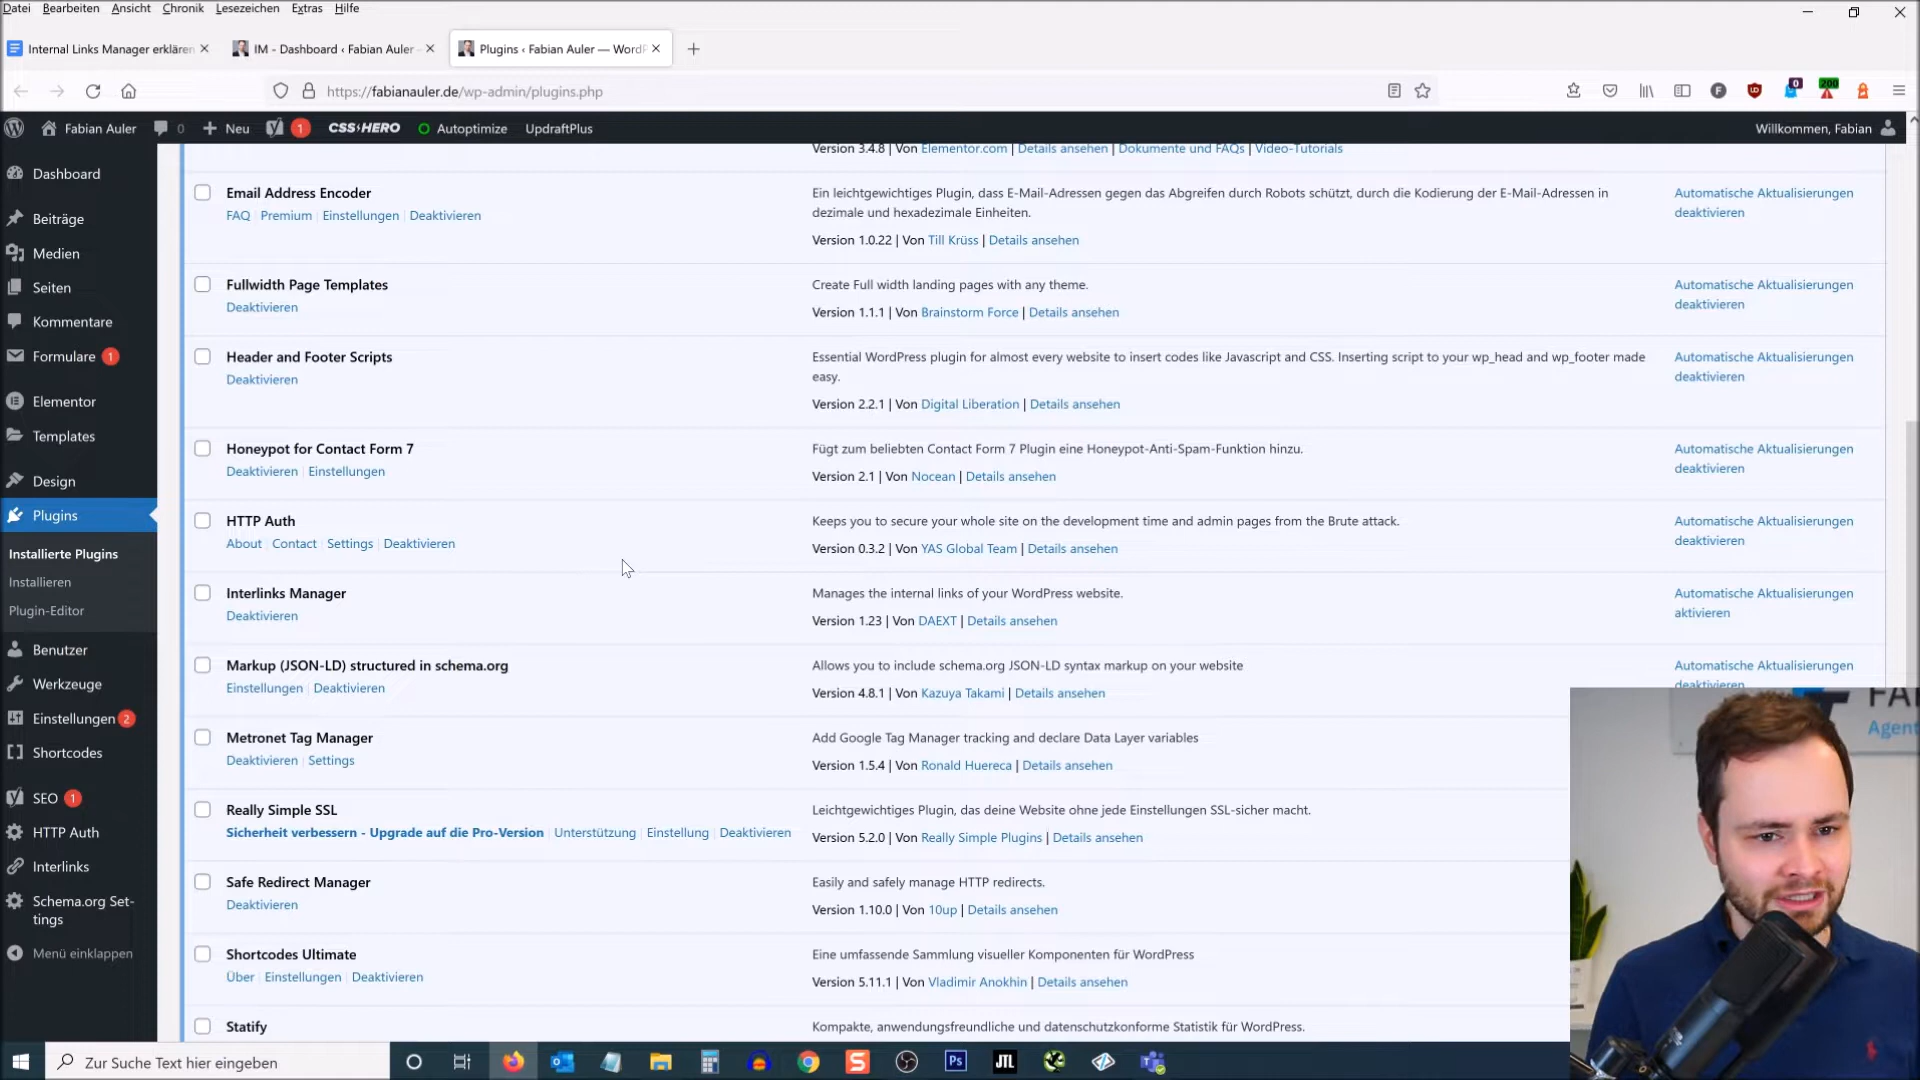 Datei Bearbeiten Ansicht Chronik Lesezeichen Extras Hilfe
Internal Links Manager erklären
IM - Dashboard ‹ Fabian Auler
Plugins ‹ Fabian Auler — WordP
https://fabianauler.de/wp-admin/plugins.php
0
200
Fabian Auler 0 Neu 1 CSS HERO Autoptimize UpdraftPlus
Willkommen, Fabian
Dashboard
Beiträge
Medien
Seiten
Kommentare
Formulare 1
Elementor
Templates
Design
Plugins
Installierte Plugins
Installieren
Plugin-Editor
Benutzer
Werkzeuge
Einstellungen 2
Shortcodes
SEO 1
HTTP Auth
Interlinks
Schema.org Set-
tings
Menü einklappen
Version 3.4.8 | Von Elementor.com | Details ansehen | Dokumente und FAQs | Video-Tutorials
Email Address Encoder
FAQ | Premium | Einstellungen | Deaktivieren
Ein leichtgewichtiges Plugin, dass E-Mail-Adressen gegen das Abgreifen durch Robots schützt, durch die Kodierung der E-Mail-Adressen in
dezimale und hexadezimale Einheiten.
Version 1.0.22 | Von Till Krüss | Details ansehen
Automatische Aktualisierungen
deaktivieren
Fullwidth Page Templates
Deaktivieren
Create Full width landing pages with any theme.
Version 1.1.1 | Von Brainstorm Force | Details ansehen
Automatische Aktualisierungen
deaktivieren
Header and Footer Scripts
Deaktivieren
Essential WordPress plugin for almost every website to insert codes like Javascript and CSS. Inserting script to your wp_head and wp_footer made
easy.
Version 2.2.1 | Von Digital Liberation | Details ansehen
Automatische Aktualisierungen
deaktivieren
Honeypot for Contact Form 7
Deaktivieren | Einstellungen
Fügt zum beliebten Contact Form 7 Plugin eine Honeypot-Anti-Spam-Funktion hinzu.
Version 2.1 | Von Nocean | Details ansehen
Automatische Aktualisierungen
deaktivieren
HTTP Auth
About | Contact | Settings | Deaktivieren
Keeps you to secure your whole site on the development time and admin pages from the Brute attack.
Version 0.3.2 | Von YAS Global Team | Details ansehen
Automatische Aktualisierungen
deaktivieren
Interlinks Manager
Deaktivieren
Manages the internal links of your WordPress website.
Version 1.23 | Von DAEXT | Details ansehen
Automatische Aktualisierungen
aktivieren
Markup (JSON-LD) structured in schema.org
Einstellungen | Deaktivieren
Allows you to include schema.org JSON-LD syntax markup on your website
Version 4.8.1 | Von Kazuya Takami | Details ansehen
Automatische Aktualisierungen
deaktivieren
Metronet Tag Manager
Deaktivieren | Settings
Add Google Tag Manager tracking and declare Data Layer variables
Version 1.5.4 | Von Ronald Huereca | Details ansehen
Really Simple SSL
Sicherheit verbessern - Upgrade auf die Pro-Version | Unterstützung | Einstellung | Deaktivieren
Leichtgewichtiges Plugin, das deine Website ohne jede Einstellungen SSL-sicher macht.
Version 5.2.0 | Von Really Simple Plugins | Details ansehen
Safe Redirect Manager
Deaktivieren
Easily and safely manage HTTP redirects.
Version 1.10.0 | Von 10up | Details ansehen
Shortcodes Ultimate
Über | Einstellungen | Deaktivieren
Eine umfassende Sammlung visueller Komponenten für WordPress
Version 5.11.1 | Von Vladimir Anokhin | Details ansehen
Statify
Kompakte, anwendungsfreundliche und datenschutzkonforme Statistik für WordPress.
FA
Agent
Zur Suche Text hier eingeben
Ps
JTL